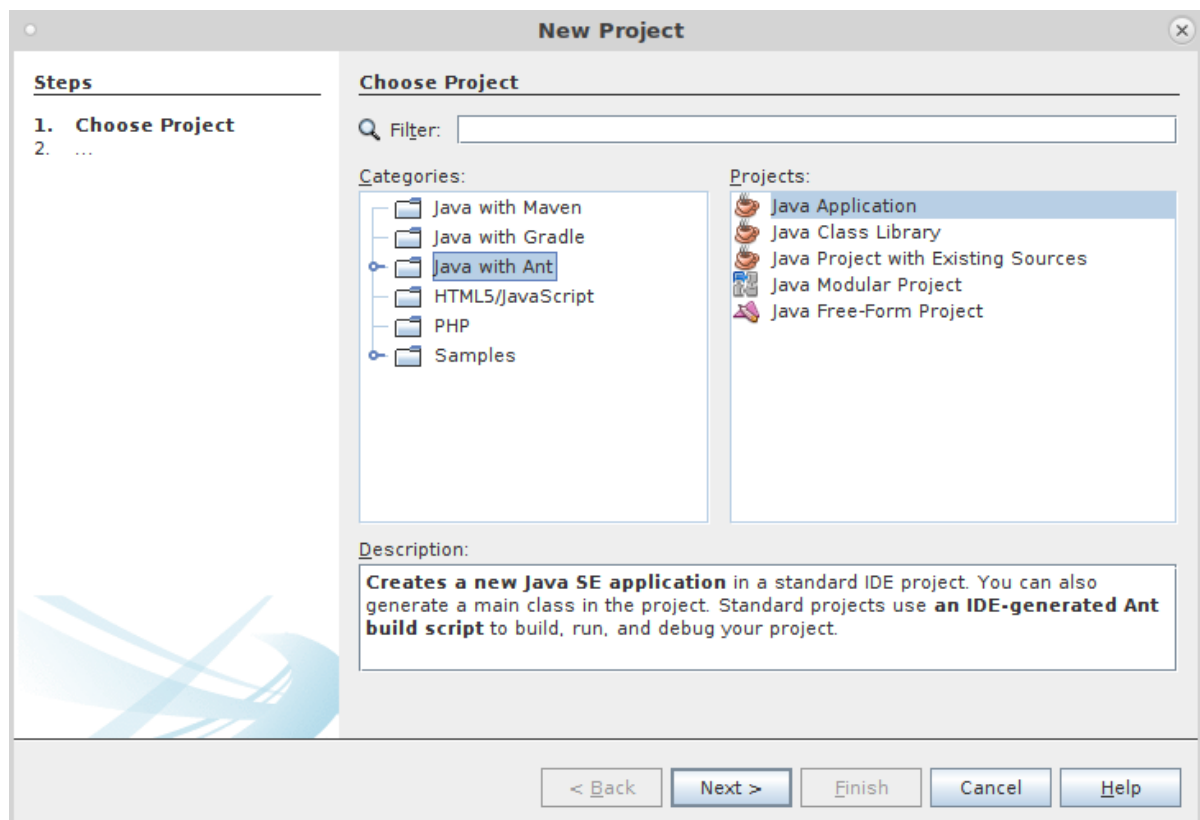 New Project
Steps
1. Choose Project
2. ...
Choose Project
Filter:
Categories:
Java with Maven
Java with Gradle
Java with Ant
HTML5/JavaScript
PHP
Samples
Projects:
Java Application
Java Class Library
Java Project with Existing Sources
Java Modular Project
Java Free-Form Project
Description:
Creates a new Java SE application in a standard IDE project. You can also
generate a main class in the project. Standard projects use an IDE-generated Ant
build script to build, run, and debug your project.
< Back
Next >
Finish
Cancel
Help